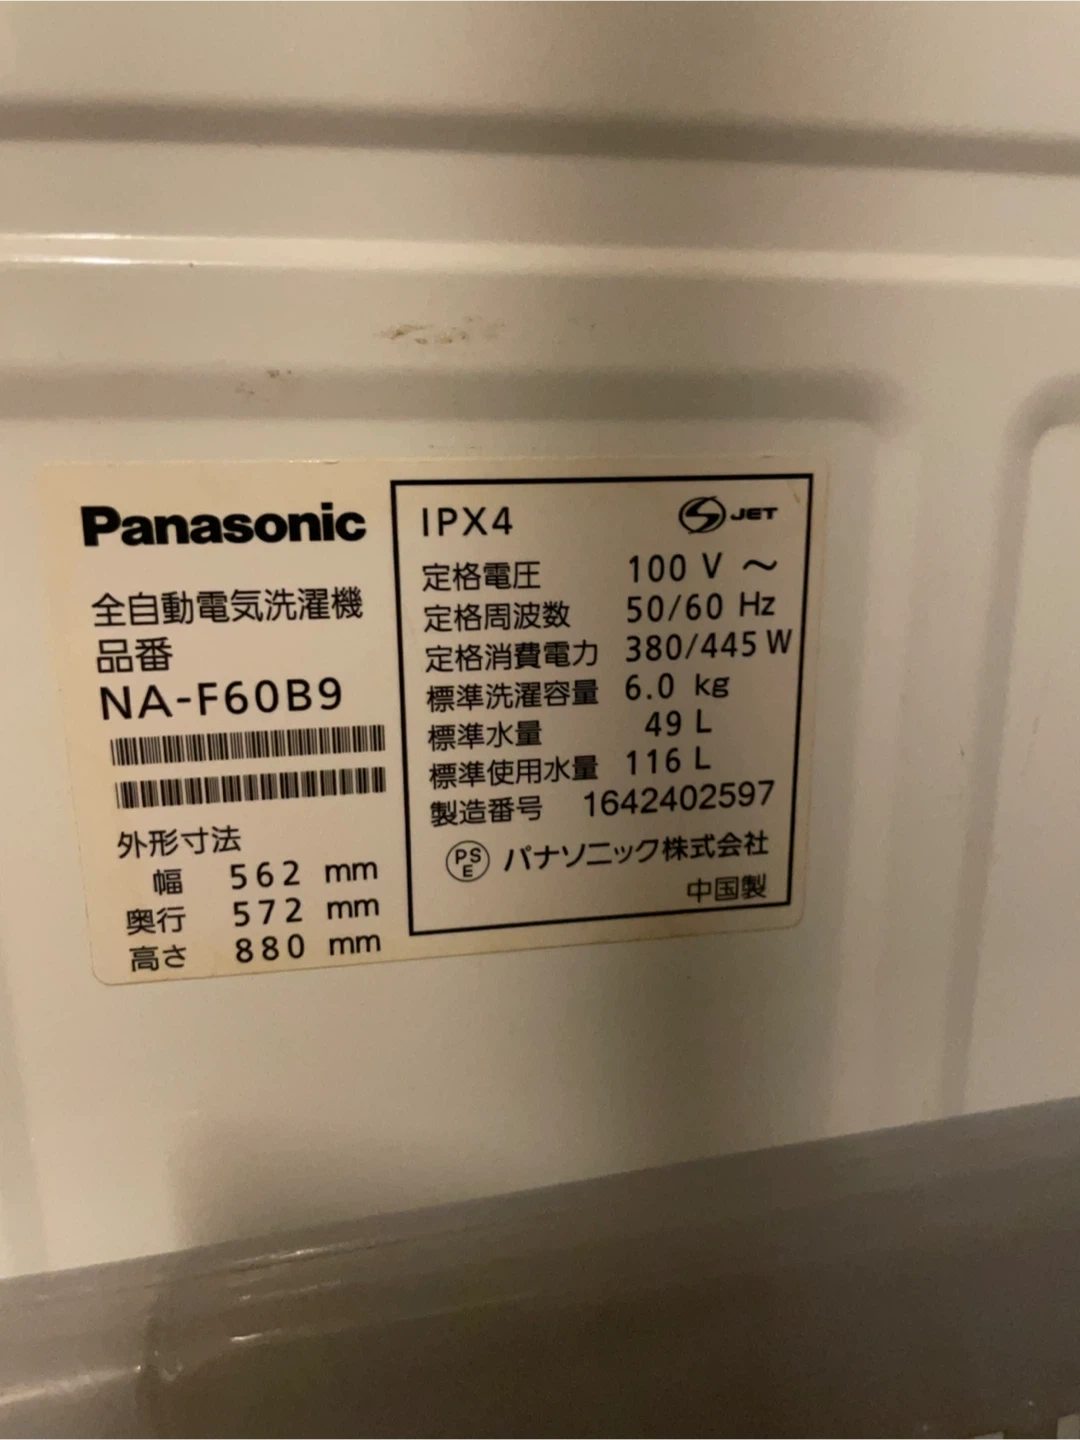 Panasonic
全自動電気洗濯機
品番
NA-F60B9
外形寸法
幅 562 mm
奥行 572 mm
高さ 880 mm
IPX4
JET
定格電圧 100 V ～
定格周波数 50/60 Hz
定格消費電力 380/445 W
標準洗濯容量 6.0 kg
標準水量 49 L
標準使用水量 116 L
製造番号 1642402597
PSE パナソニック株式会社
中国製